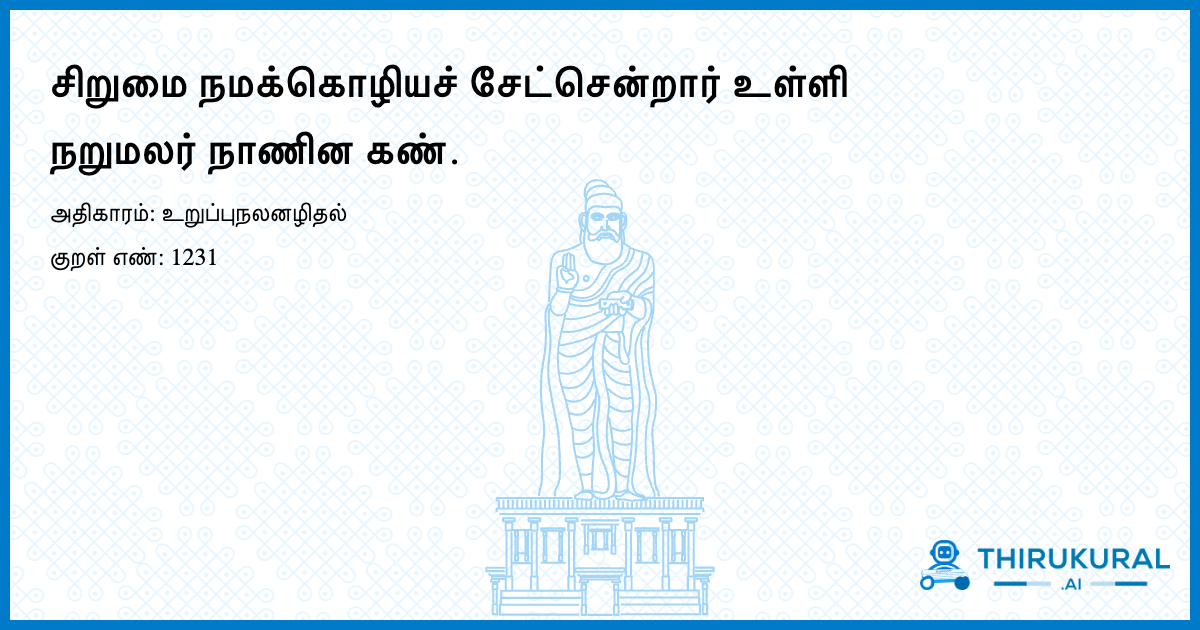 சிறுமை நமக்கொழியச் சேட்சென்றார் உள்ளி
நறுமலர் நாணின கண்.
அதிகாரம்: உறுப்புநலனழிதல்
குறள் எண்: 1231
THIRUKURAL
.AI